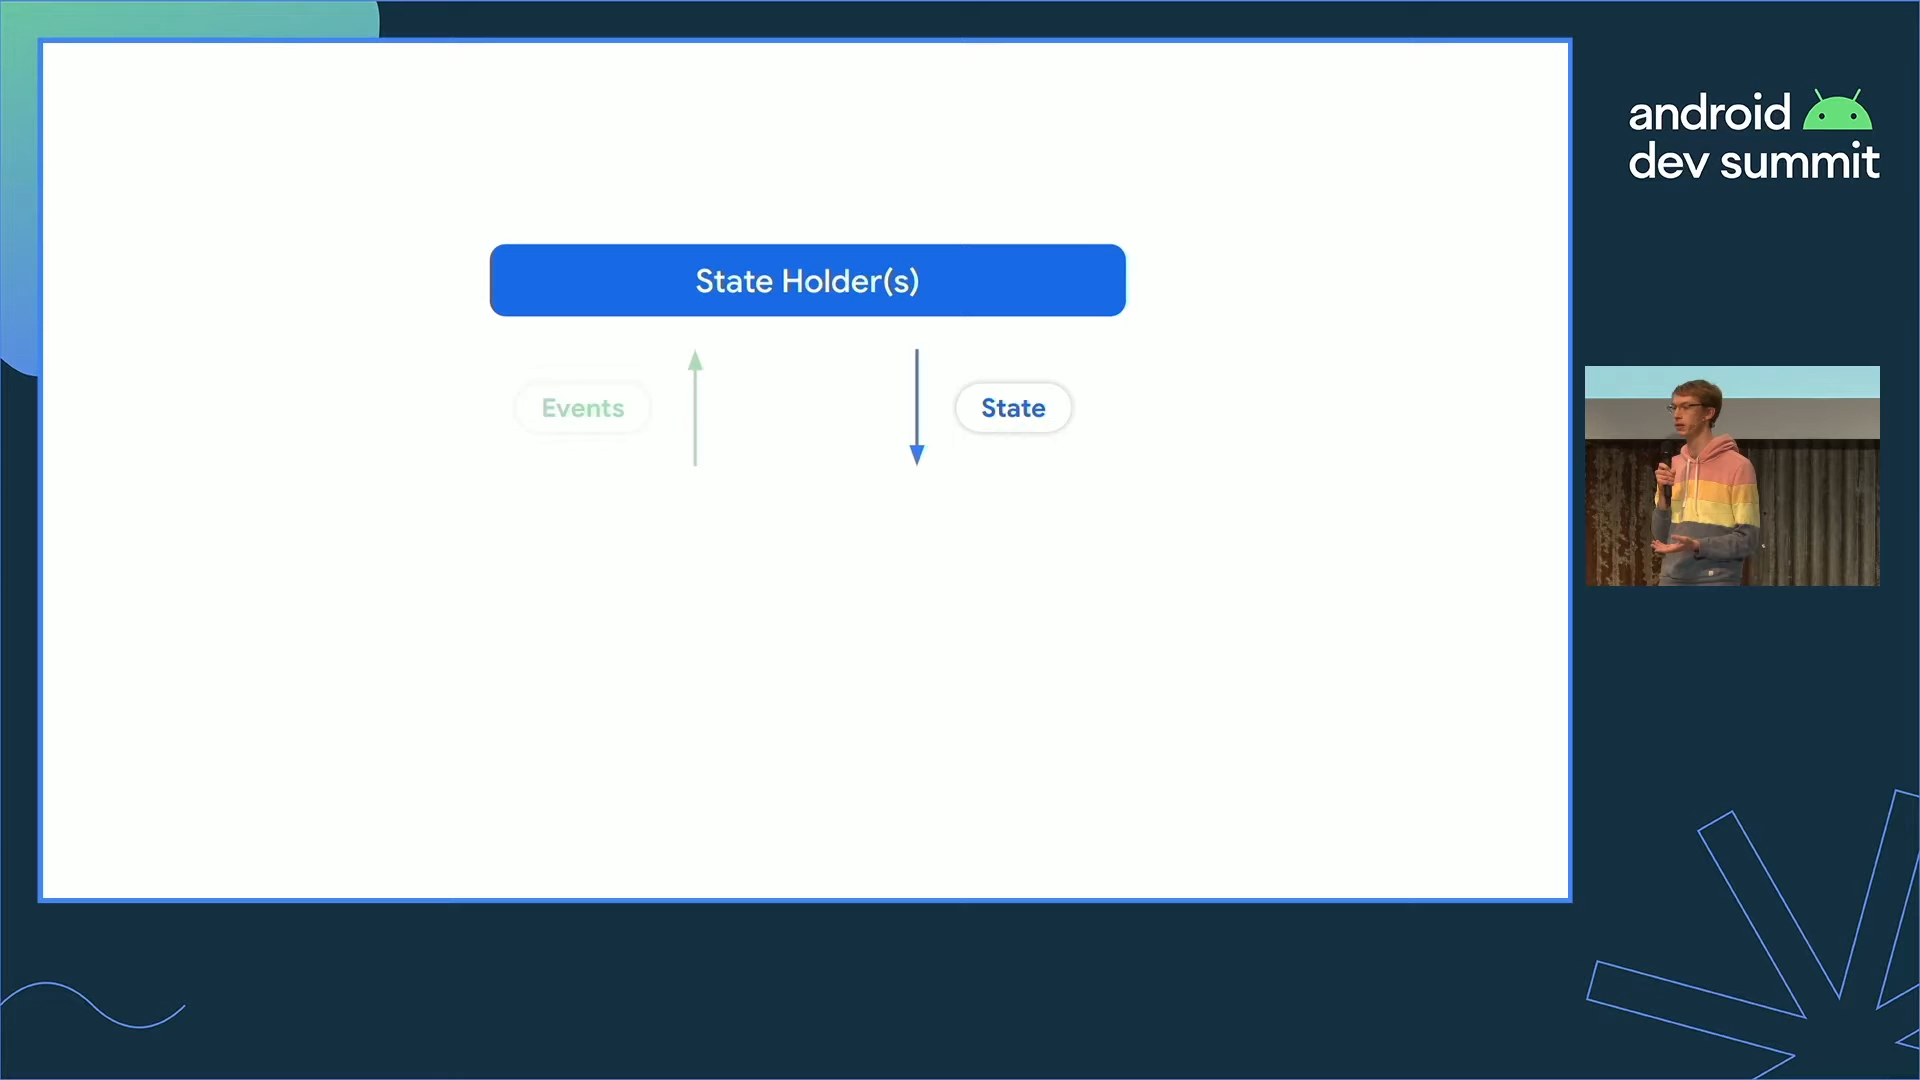 android
dev summit
State Holder(s)
Events
State